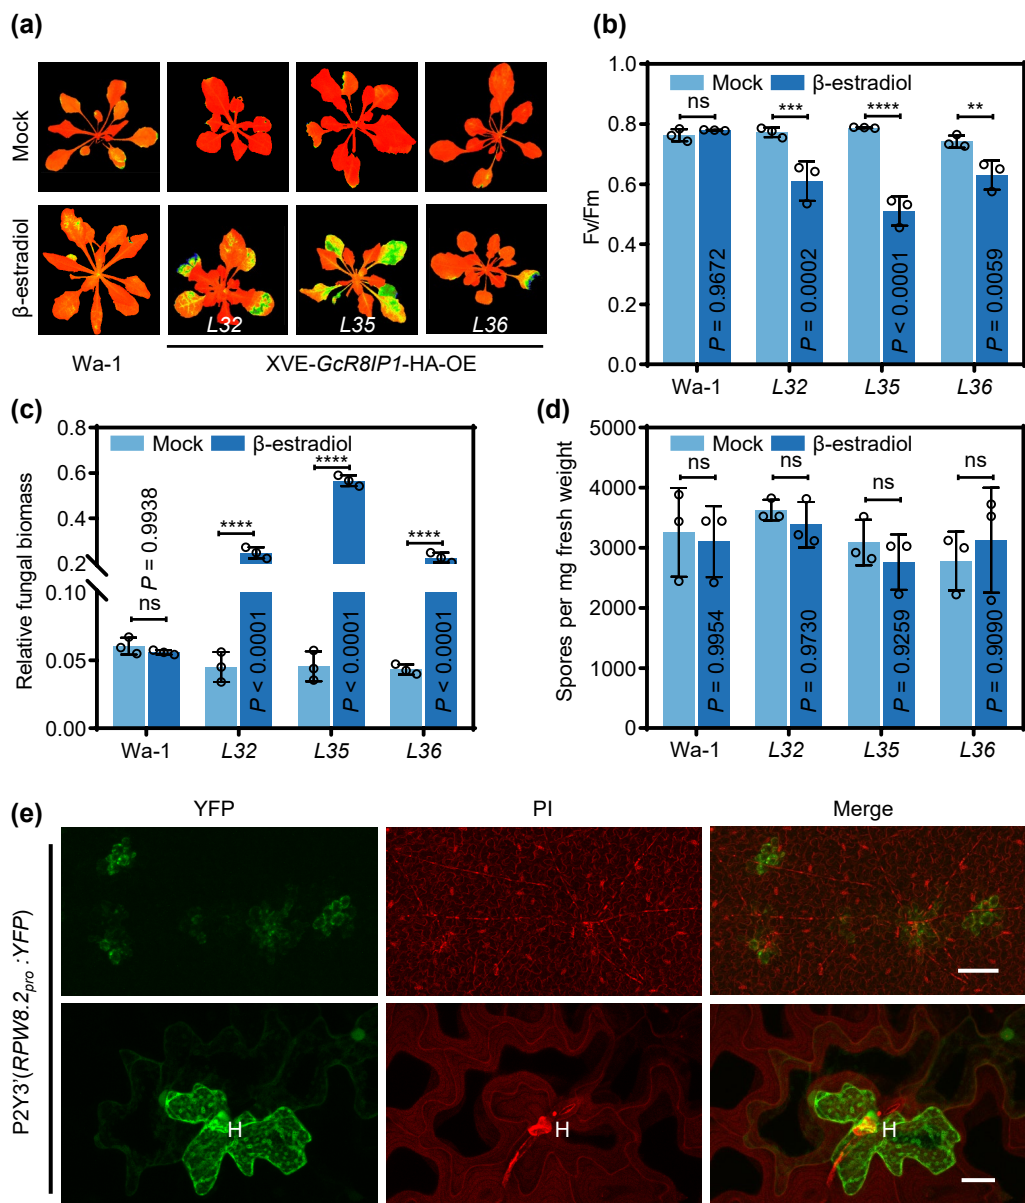 (a)
Mock
β-estradiol
L32
L35
L36
Wa-1
XVE-GcR8IP1-HA-OE
(b)
Mock
β-estradiol
Fv/Fm
1.0
0.8
0.6
0.4
0.2
0.0
ns
***
****
**
P = 0.9672
P = 0.0002
P < 0.0001
P = 0.0059
Wa-1
L32
L35
L36
(c)
Mock
β-estradiol
Relative fungal biomass
0.8
0.6
0.4
0.2
0.10
0.05
0.00
P = 0.9938
ns
****
****
****
P < 0.0001
P < 0.0001
P < 0.0001
Wa-1
L32
L35
L36
(d)
Mock
β-estradiol
Spores per mg fresh weight
5000
4000
3000
2000
1000
0
ns
ns
ns
ns
P = 0.9954
P = 0.9730
P = 0.9259
P = 0.9090
Wa-1
L32
L35
L36
(e)
YFP
PI
Merge
P2Y3'(RPW8.2pro:YFP)
H
H
H